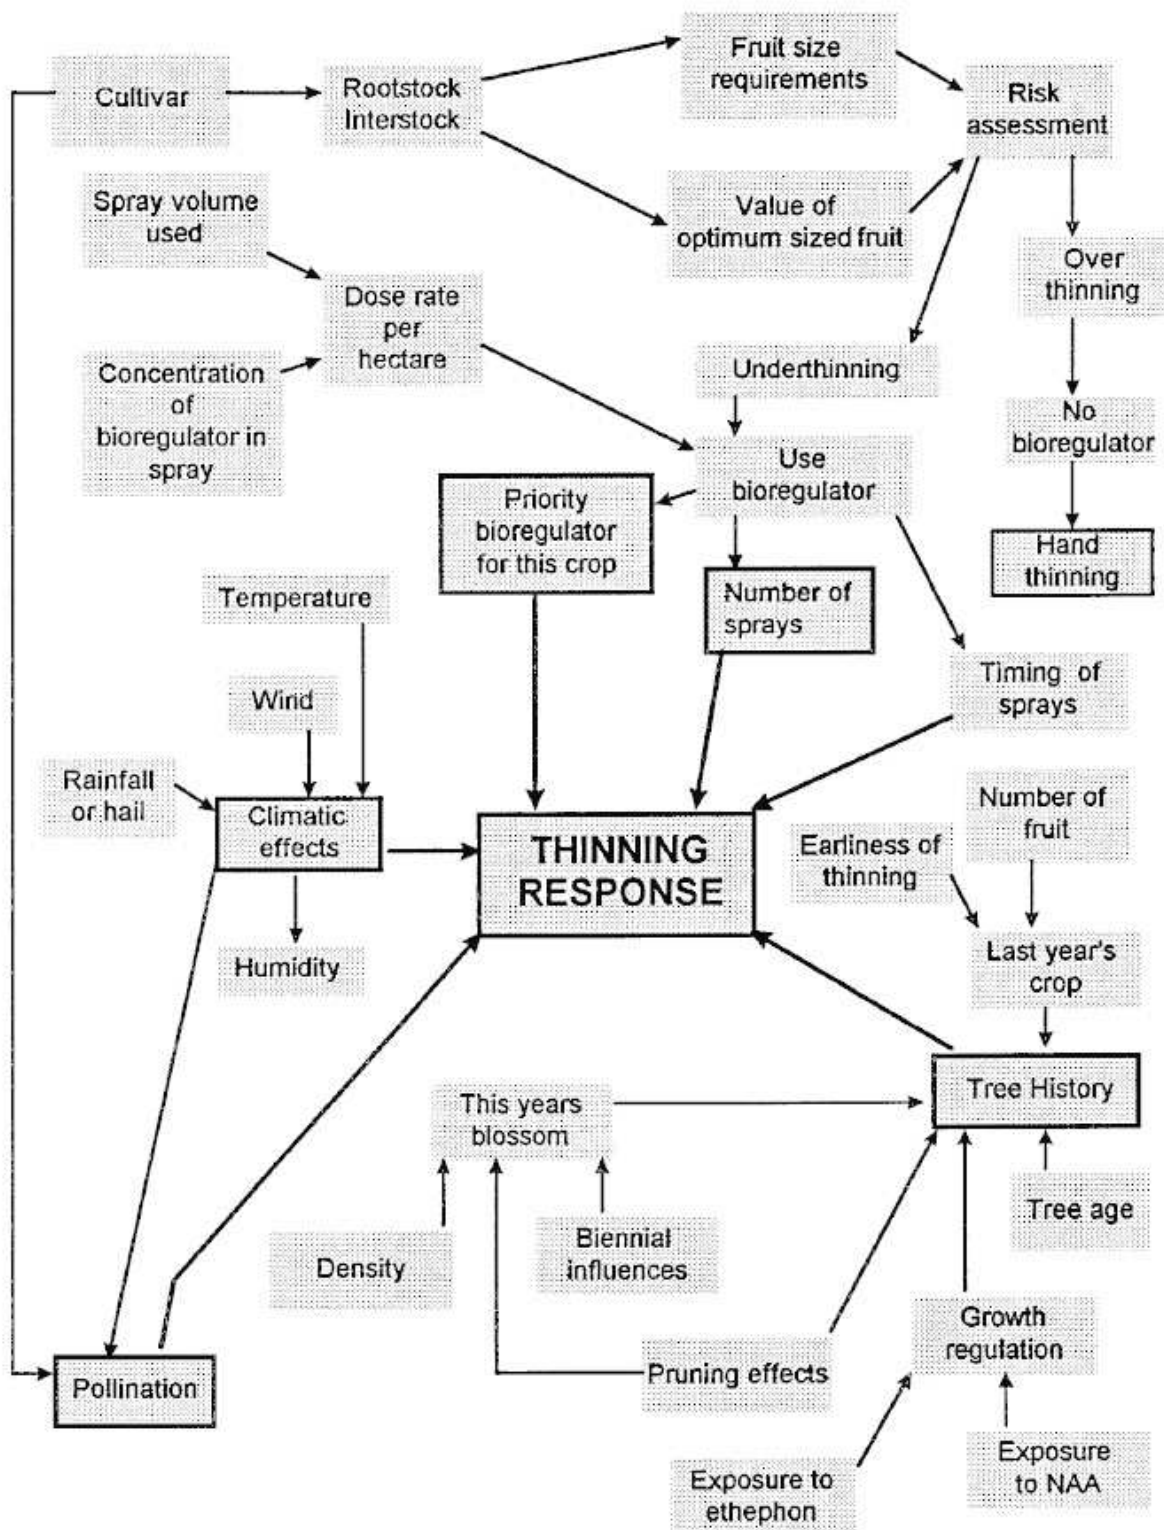 Cultivar
Rootstock
Interstock
Fruit size
requirements
Risk
assessment
Spray volume
used
Value of
optimum sized fruit
Over
thinning
Dose rate
per
hectare
Concentration
of
bioregulator in
spray
Underthinning
No
bioregulator
Use
bioregulator
Priority
bioregulator
for this crop
Hand
thinning
Number of
sprays
Temperature
Timing of
sprays
Wind
Rainfall
or hail
Climatic
effects
THINNING
RESPONSE
Number of
fruit
Earliness of
thinning
Humidity
Last year's
crop
Tree History
This years
blossom
Tree age
Density
Biennial
influences
Growth
regulation
Pruning effects
Pollination
Exposure to
ethephon
Exposure
to NAA